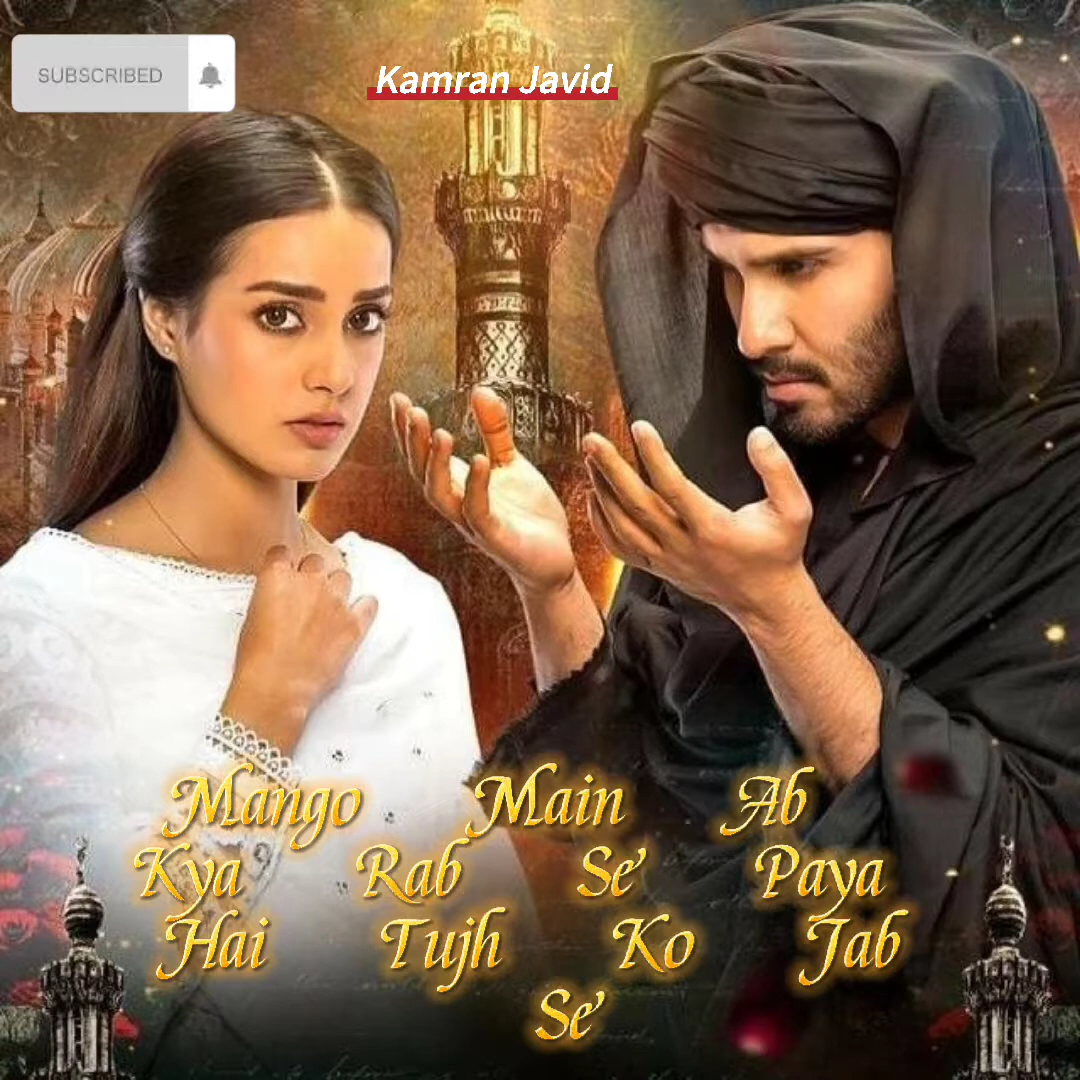 SUBSCRIBED
Kamran Javid
Mango Main Ab
Kya Rab Se Paya
Hai Tujh Ko Jab
Se